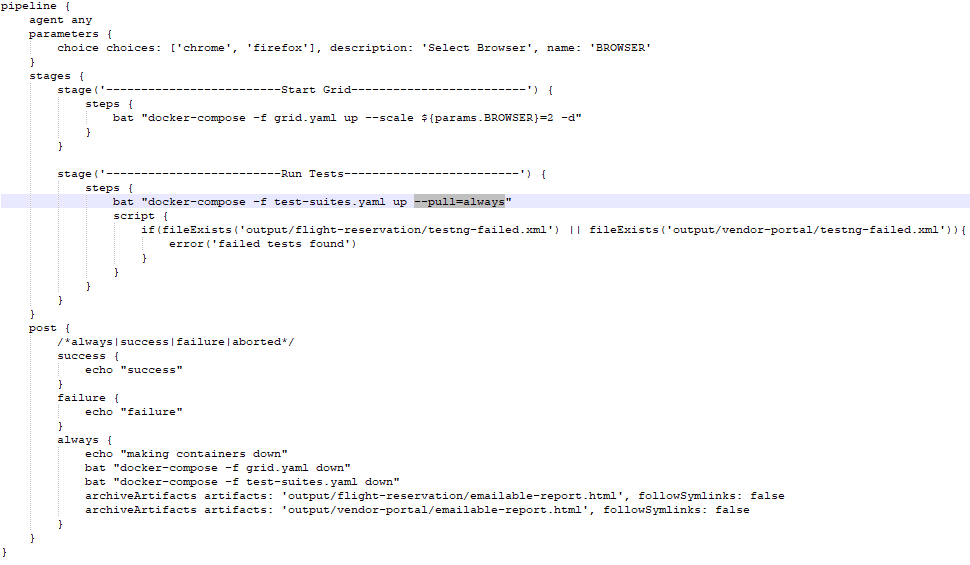 pipeline {
    agent any
    parameters {
        choice choices: ['chrome', 'firefox'], description: 'Select Browser', name: 'BROWSER'
    }
    stages {
        stage('-------------------------Start Grid-------------------------') {
            steps {
                bat "docker-compose -f grid.yaml up --scale ${params.BROWSER}=2 -d"
            }
        }

        stage('-------------------------Run Tests-------------------------') {
            steps {
                bat "docker-compose -f test-suites.yaml up --pull=always"
                script {
                    if(fileExists('output/flight-reservation/testng-failed.xml') || fileExists('output/vendor-portal/testng-failed.xml')){
                        error('failed tests found')
                    }
                }
            }
        }
    }
    post {
        /*always|success|failure|aborted*/
        success {
            echo "success"
        }
        failure {
            echo "failure"
        }
        always {
            echo "making containers down"
            bat "docker-compose -f grid.yaml down"
            bat "docker-compose -f test-suites.yaml down"
            archiveArtifacts artifacts: 'output/flight-reservation/emailable-report.html', followSymlinks: false
            archiveArtifacts artifacts: 'output/vendor-portal/emailable-report.html', followSymlinks: false
        }
    }
}